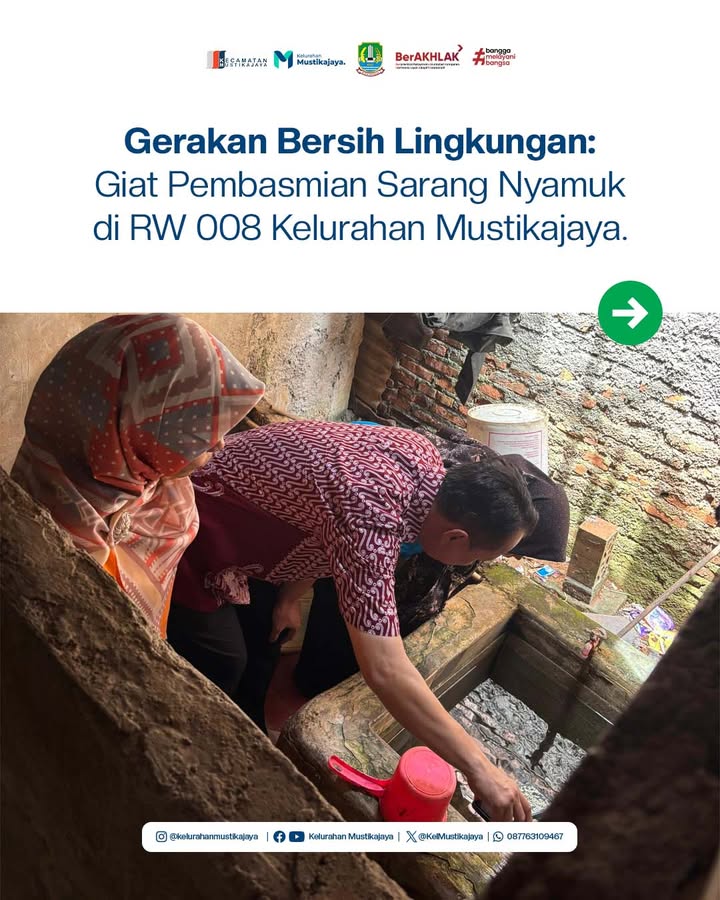 KECAMATAN
MUSTIKAJAYA
Kelurahan
Mustikajaya.
BerAKHLAK
#bangga
melayani
bangsa
Gerakan Bersih Lingkungan:
Giat Pembasmian Sarang Nyamuk
di RW 008 Kelurahan Mustikajaya.
@kelurahanmustikajaya | Kelurahan Mustikajaya | @KelMustikajaya | 087763109467